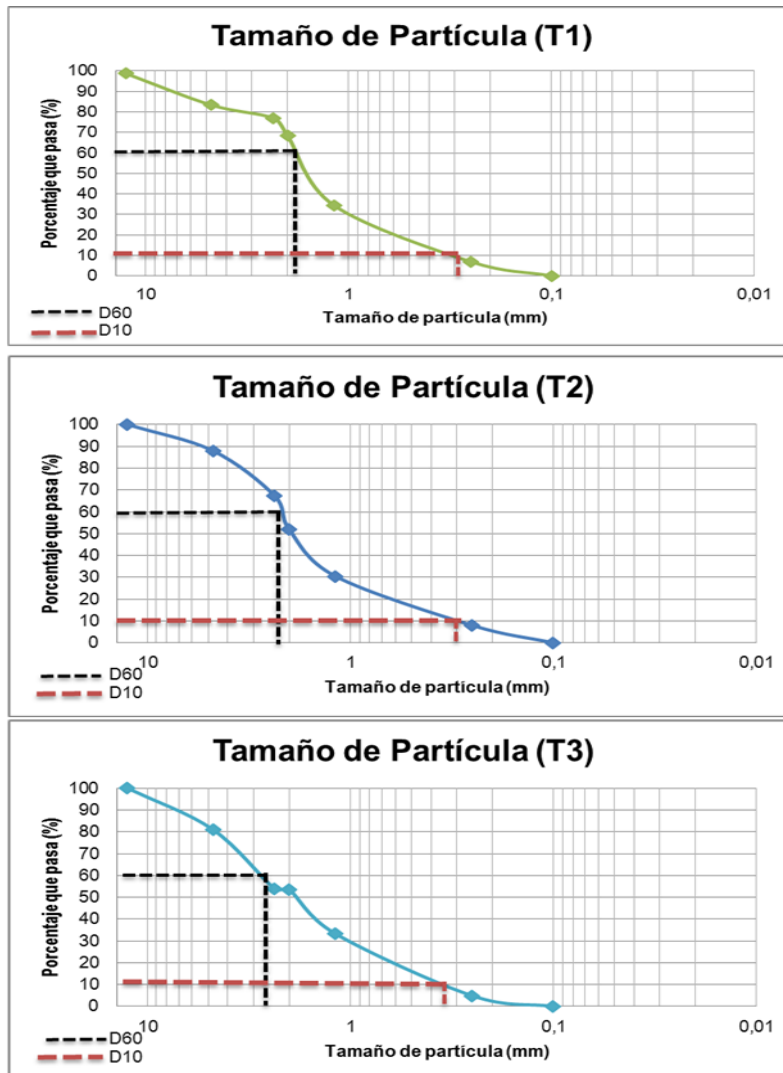 Tamaño de Partícula (T1)
Porcentaje que pasa (%)
100
90
80
70
60
50
40
30
20
10
0
10 1 0,1 0,01
Tamaño de partícula (mm)
D60
D10
Tamaño de Partícula (T2)
Porcentaje que pasa (%)
100
90
80
70
60
50
40
30
20
10
0
10 1 0,1 0,01
Tamaño de partícula (mm)
D60
D10
Tamaño de Partícula (T3)
Porcentaje que pasa (%)
100
90
80
70
60
50
40
30
20
10
0
10 1 0,1 0,01
Tamaño de partícula (mm)
D60
D10